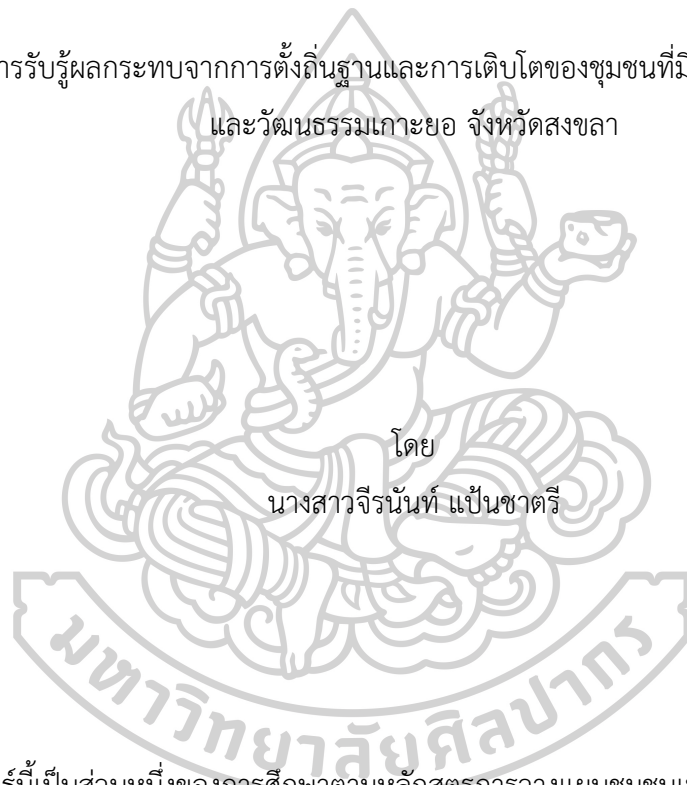 การรับรู้ผลกระทบจากการตั้งถิ่นฐานและการเติบโตของชุมชนที่มี
และวัฒนธรรมเกาะยอ จังหวัดสงขลา
โดย
นางสาวจีรนันท์ แป้นชาตรี
มหาวิทยาลัยศิลปากร